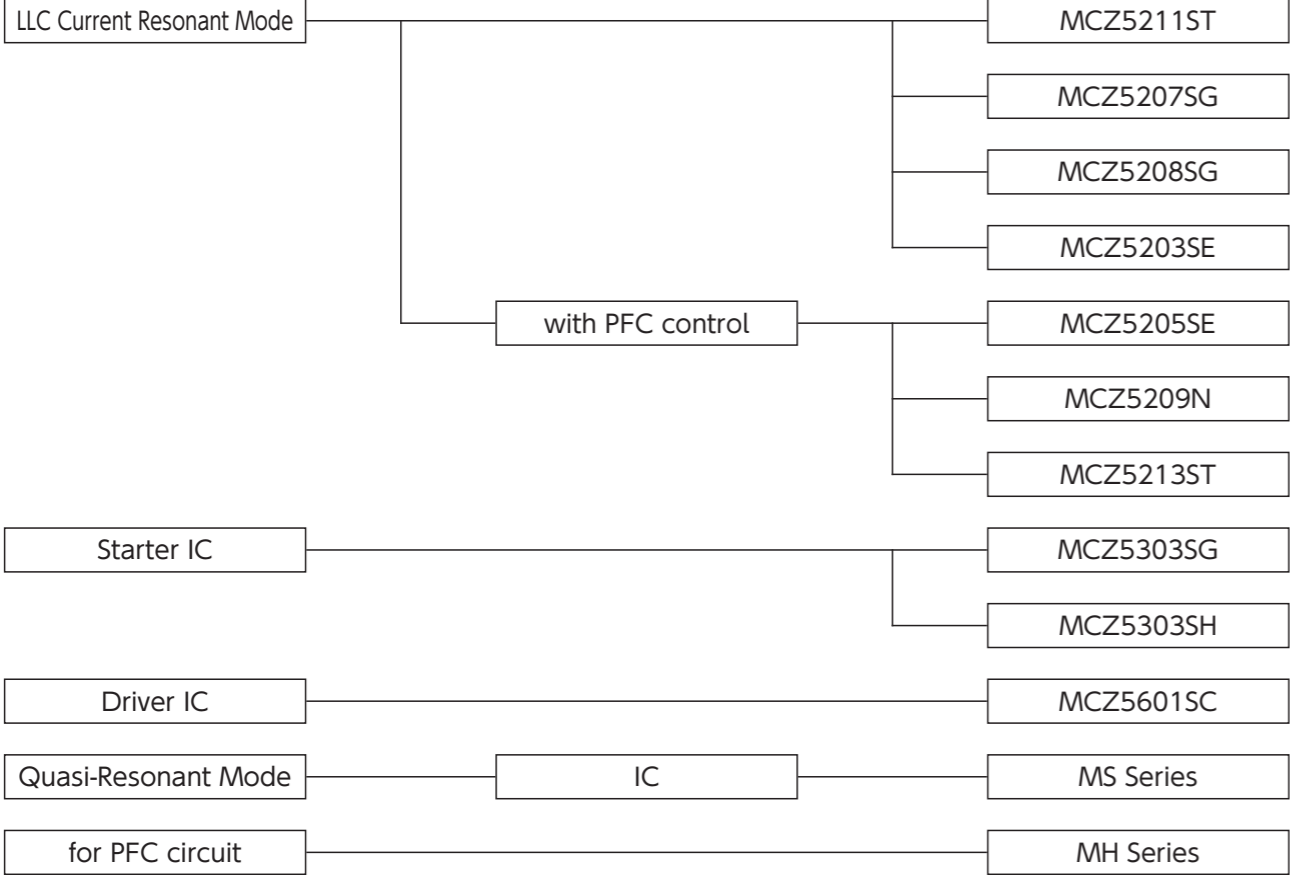 LLC Current Resonant Mode
MCZ5211ST
MCZ5207SG
MCZ5208SG
MCZ5203SE
with PFC control
MCZ5205SE
MCZ5209N
MCZ5213ST
Starter IC
MCZ5303SG
MCZ5303SH
Driver IC
MCZ5601SC
Quasi-Resonant Mode
IC
MS Series
for PFC circuit
MH Series